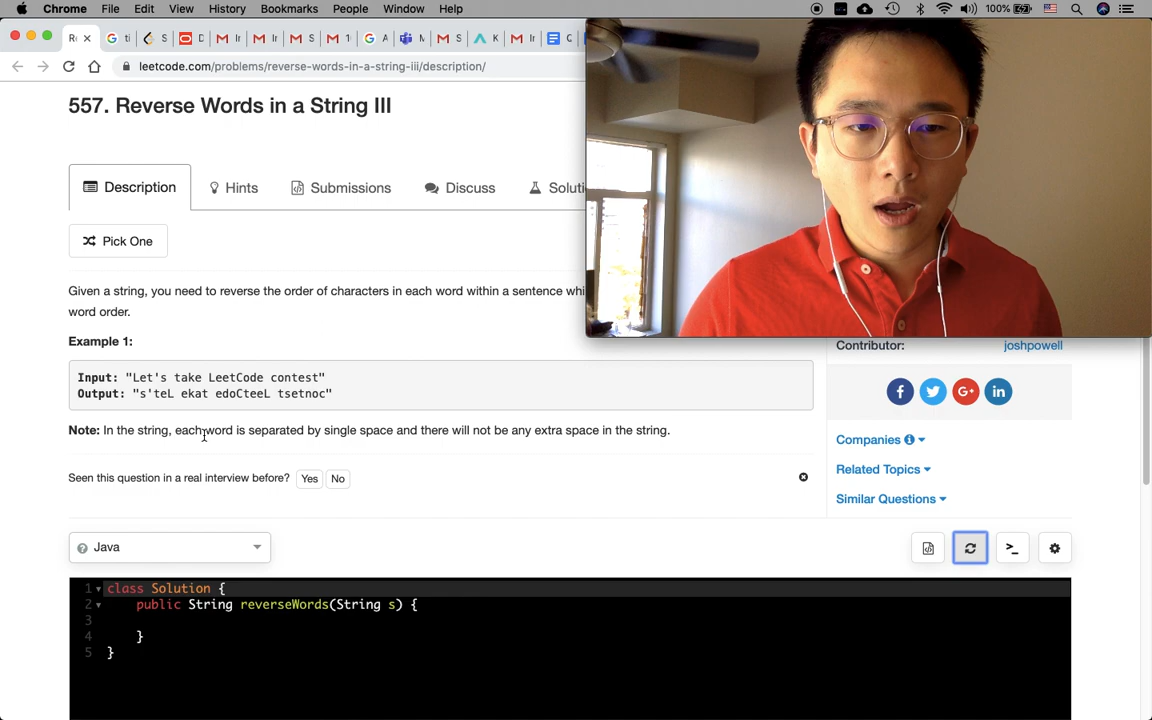 Chrome File Edit View History Bookmarks People Window Help 100%
leetcode.com/problems/reverse-words-in-a-string-iii/description/
557. Reverse Words in a String III
Description Hints Submissions Discuss Soluti
Pick One
Given a string, you need to reverse the order of characters in each word within a sentence whi
word order.
Example 1:
Contributor: joshpowell
Input: "Let's take LeetCode contest"
Output: "s'teL ekat edoCteeL tsetnoc"
Note: In the string, each word is separated by single space and there will not be any extra space in the string.
Companies
Related Topics
Similar Questions
Seen this question in a real interview before? Yes No
Java
1 class Solution {
2 public String reverseWords(String s) {
3
4 }
5 }